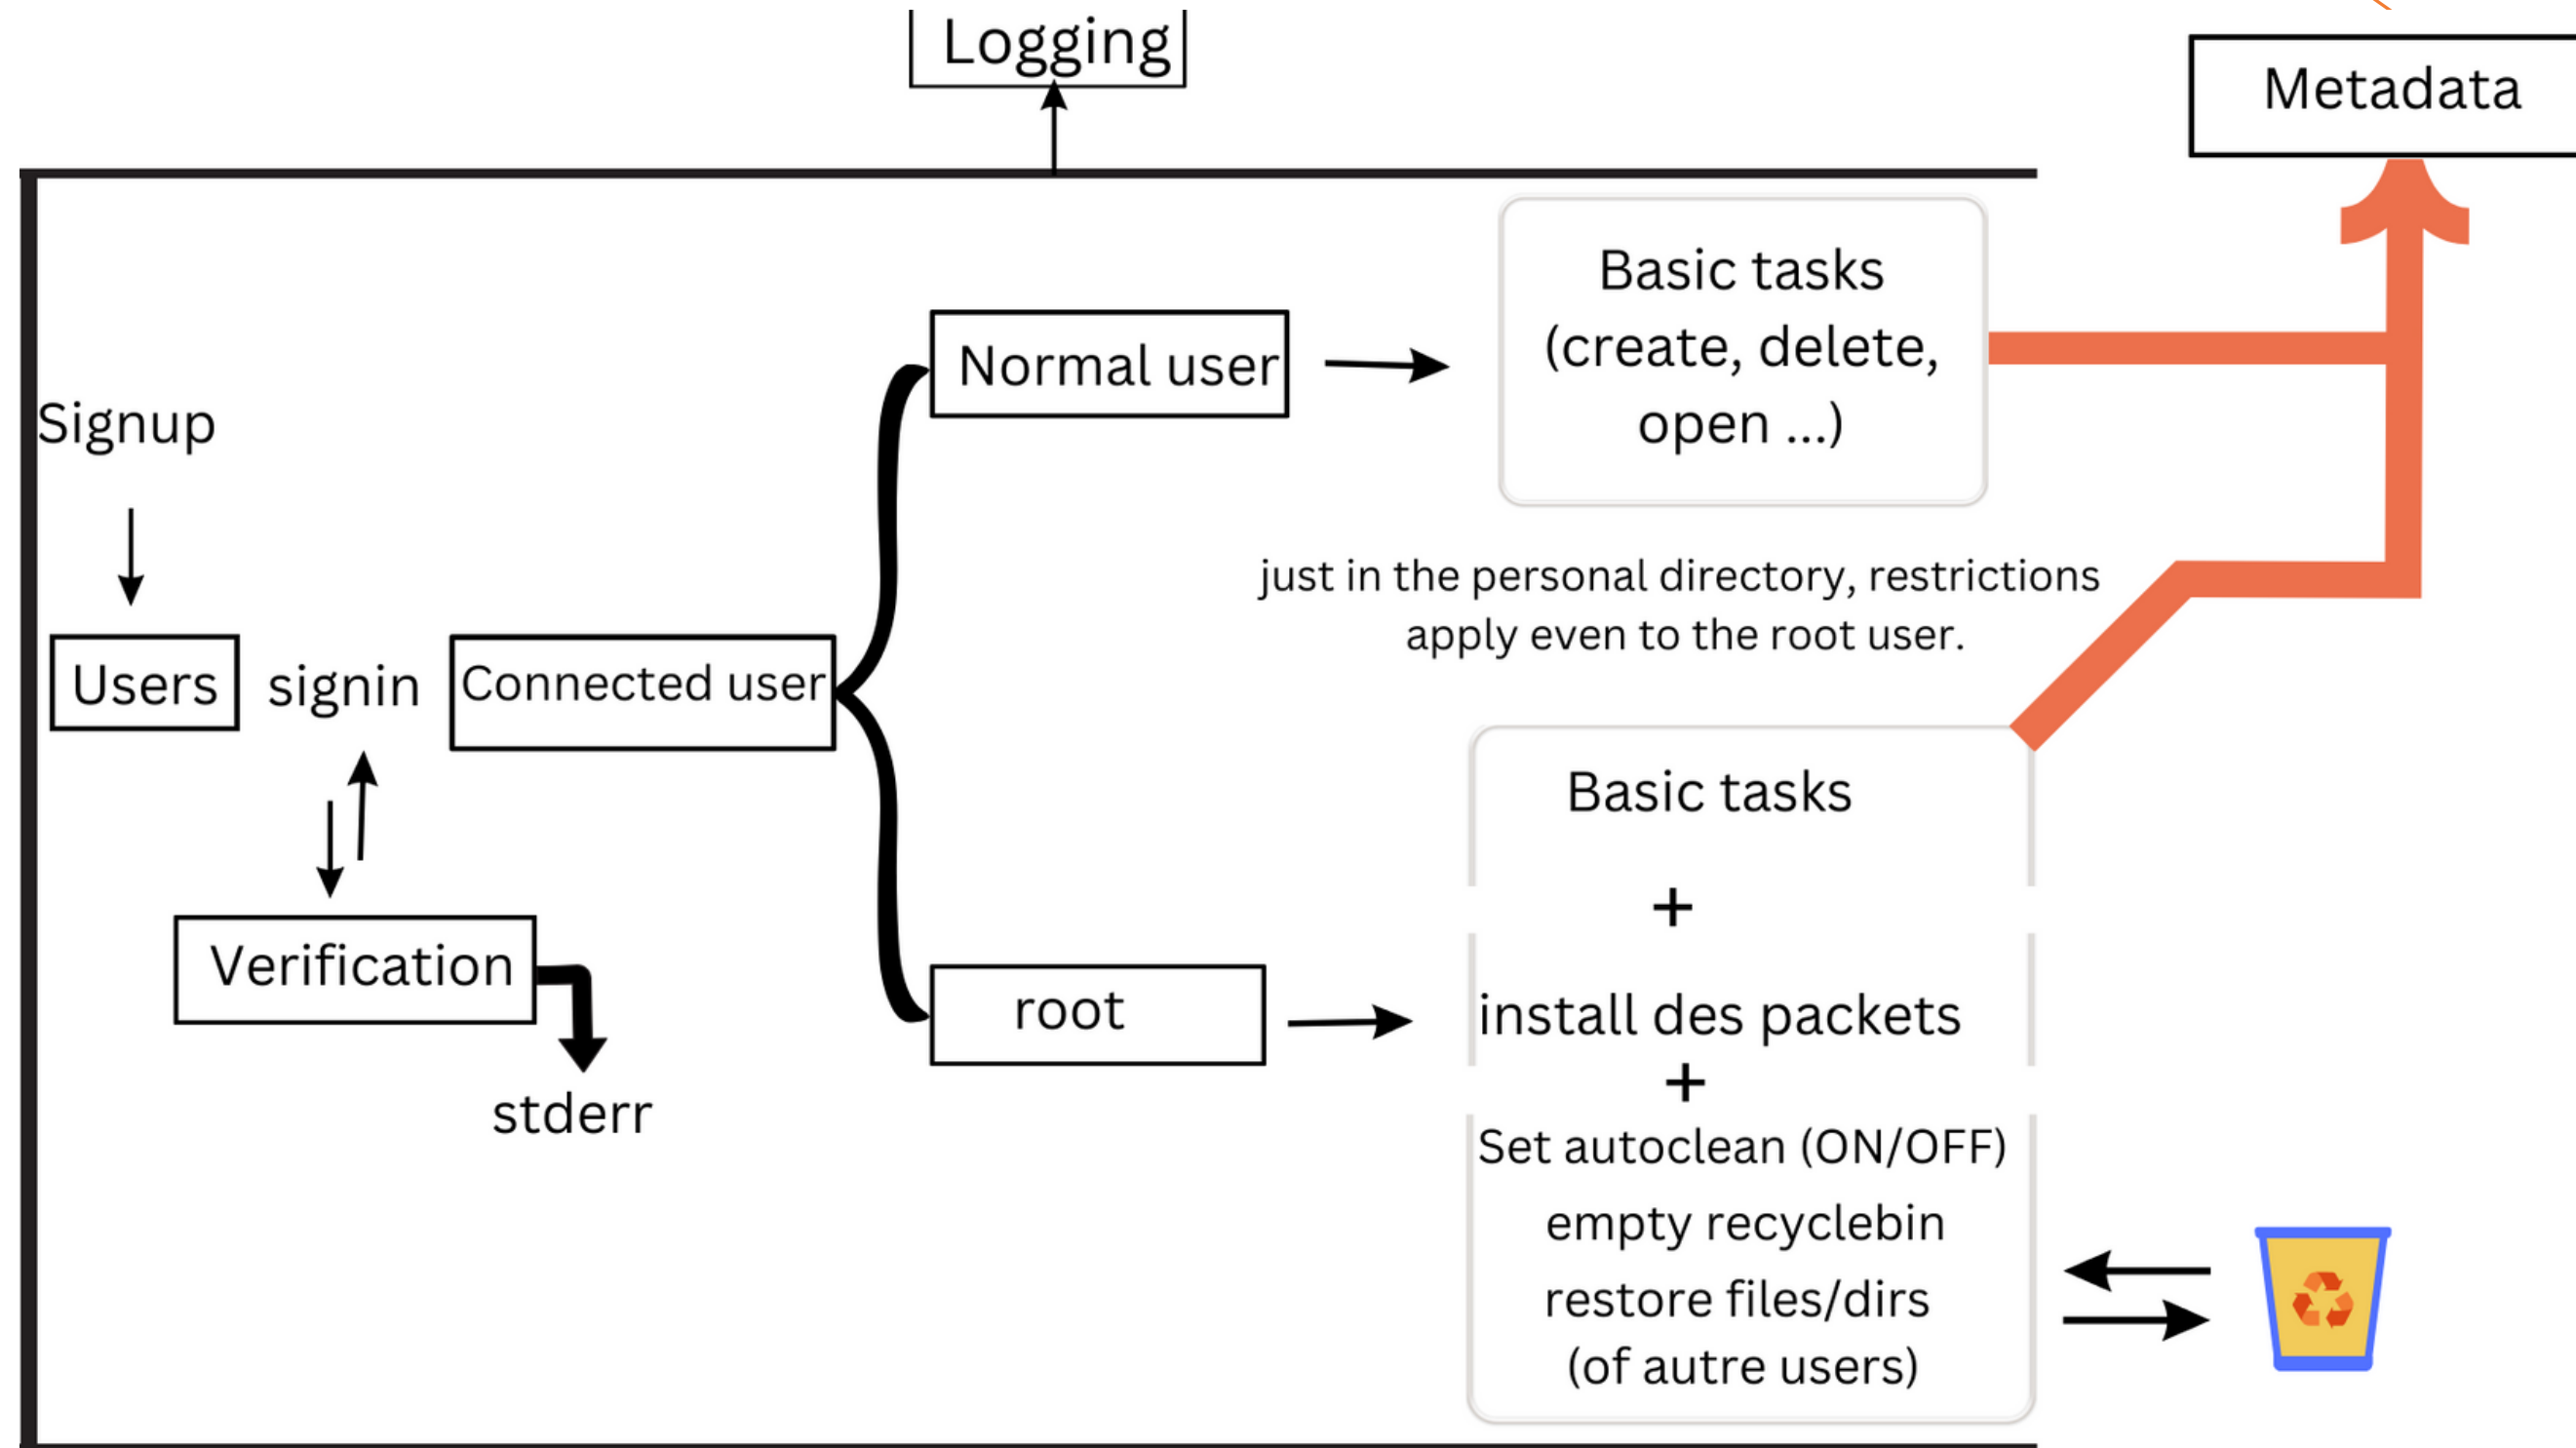 Logging
Metadata
Basic tasks
(create, delete,
open ...)
Normal user
Signup
just in the personal directory, restrictions
apply even to the root user.
Users
signin
Connected user
Basic tasks
+
Verification
root
install des packets
+
stderr
Set autoclean (ON/OFF)
empty recyclebin
restore files/dirs
(of autre users)